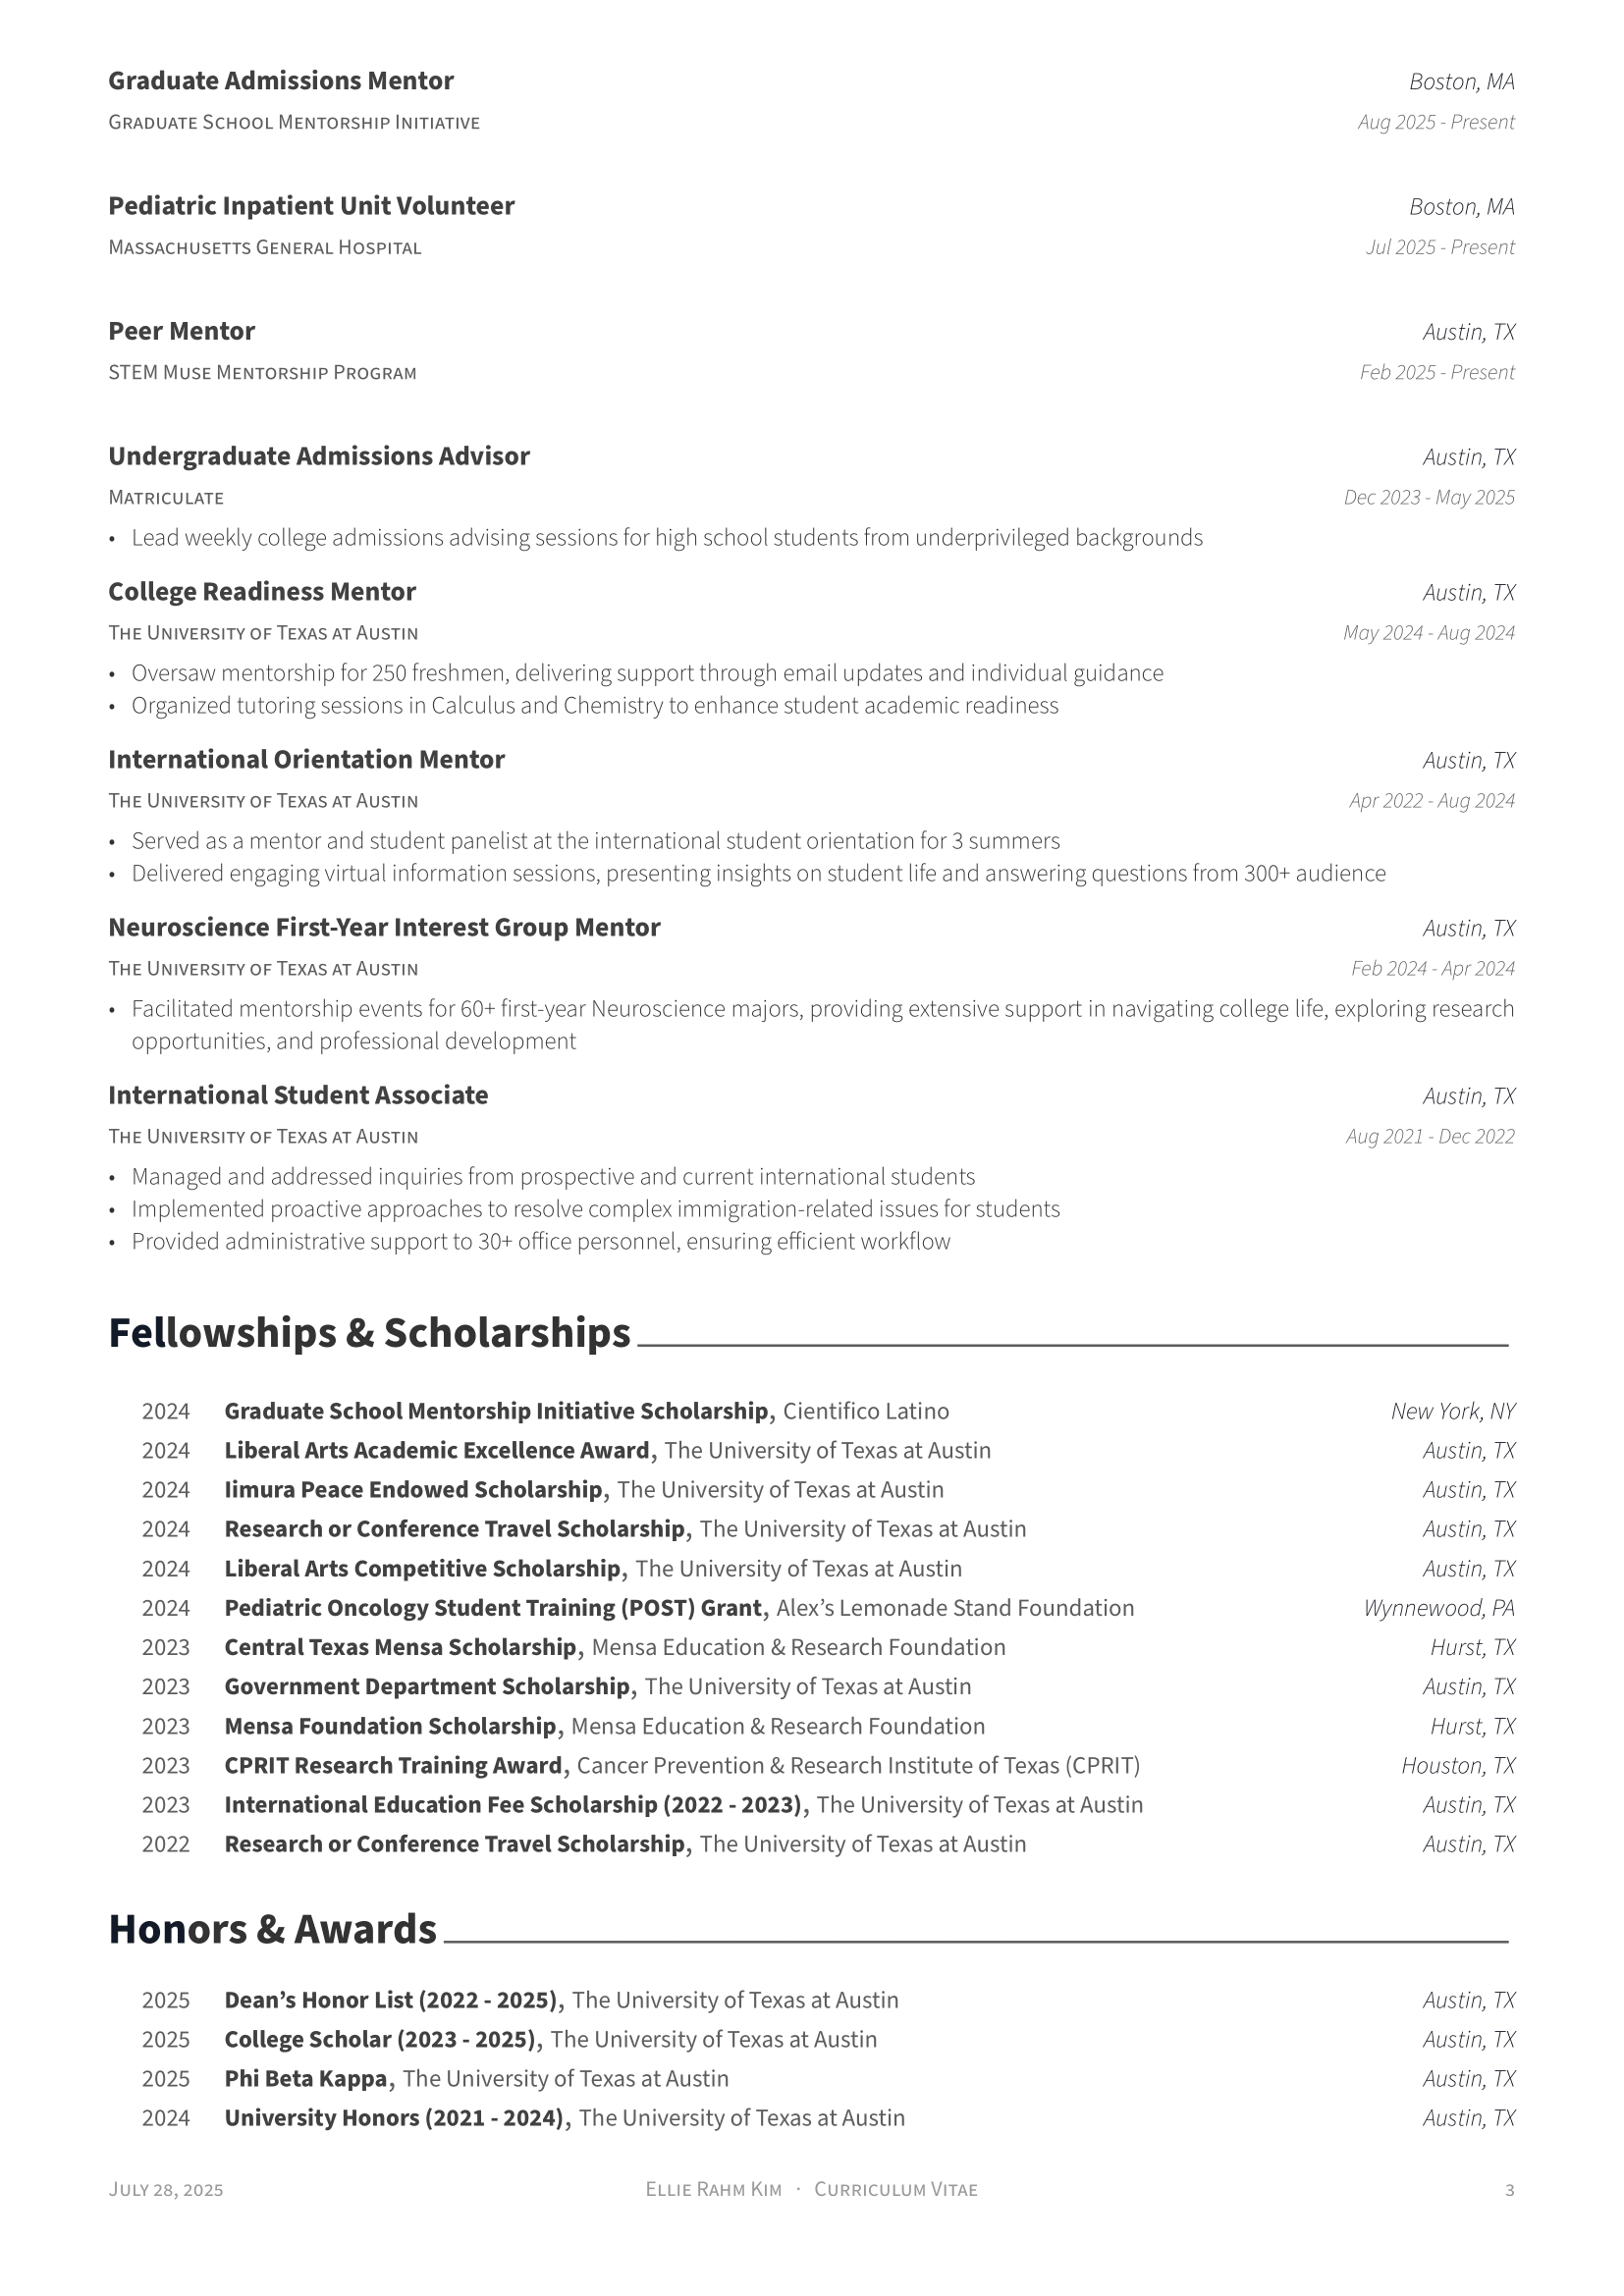 Graduate Admissions Mentor Boston, MA
Graduate School Mentorship Initiative Aug 2025 - Present
Pediatric Inpatient Unit Volunteer Boston, MA
Massachusetts General Hospital Jul 2025 - Present
Peer Mentor Austin, TX
STEM Muse Mentorship Program Feb 2025 - Present
Undergraduate Admissions Advisor Austin, TX
Matriculate Dec 2023 - May 2025
• Lead weekly college admissions advising sessions for high school students from underprivileged backgrounds
College Readiness Mentor Austin, TX
The University of Texas at Austin May 2024 - Aug 2024
• Oversaw mentorship for 250 freshmen, delivering support through email updates and individual guidance
• Organized tutoring sessions in Calculus and Chemistry to enhance student academic readiness
International Orientation Mentor Austin, TX
The University of Texas at Austin Apr 2022 - Aug 2024
• Served as a mentor and student panelist at the international student orientation for 3 summers
• Delivered engaging virtual information sessions, presenting insights on student life and answering questions from 300+ audience
Neuroscience First-Year Interest Group Mentor Austin, TX
The University of Texas at Austin Feb 2024 - Apr 2024
• Facilitated mentorship events for 60+ first-year Neuroscience majors, providing extensive support in navigating college life, exploring research
opportunities, and professional development
International Student Associate Austin, TX
The University of Texas at Austin Aug 2021 - Dec 2022
• Managed and addressed inquiries from prospective and current international students
• Implemented proactive approaches to resolve complex immigration-related issues for students
• Provided administrative support to 30+ office personnel, ensuring efficient workflow
Fellowships & Scholarships
2024 Graduate School Mentorship Initiative Scholarship, Cientifico Latino New York, NY
2024 Liberal Arts Academic Excellence Award, The University of Texas at Austin Austin, TX
2024 Iimura Peace Endowed Scholarship, The University of Texas at Austin Austin, TX
2024 Research or Conference Travel Scholarship, The University of Texas at Austin Austin, TX
2024 Liberal Arts Competitive Scholarship, The University of Texas at Austin Austin, TX
2024 Pediatric Oncology Student Training (POST) Grant, Alex’s Lemonade Stand Foundation Wynnewood, PA
2023 Central Texas Mensa Scholarship, Mensa Education & Research Foundation Hurst, TX
2023 Government Department Scholarship, The University of Texas at Austin Austin, TX
2023 Mensa Foundation Scholarship, Mensa Education & Research Foundation Hurst, TX
2023 CPRIT Research Training Award, Cancer Prevention & Research Institute of Texas (CPRIT) Houston, TX
2023 International Education Fee Scholarship (2022 - 2023), The University of Texas at Austin Austin, TX
2022 Research or Conference Travel Scholarship, The University of Texas at Austin Austin, TX
Honors & Awards
2025 Dean’s Honor List (2022 - 2025), The University of Texas at Austin Austin, TX
2025 College Scholar (2023 - 2025), The University of Texas at Austin Austin, TX
2025 Phi Beta Kappa, The University of Texas at Austin Austin, TX
2024 University Honors (2021 - 2024), The University of Texas at Austin Austin, TX
July 28, 2025 Ellie Rahm Kim · Curriculum Vitae 3